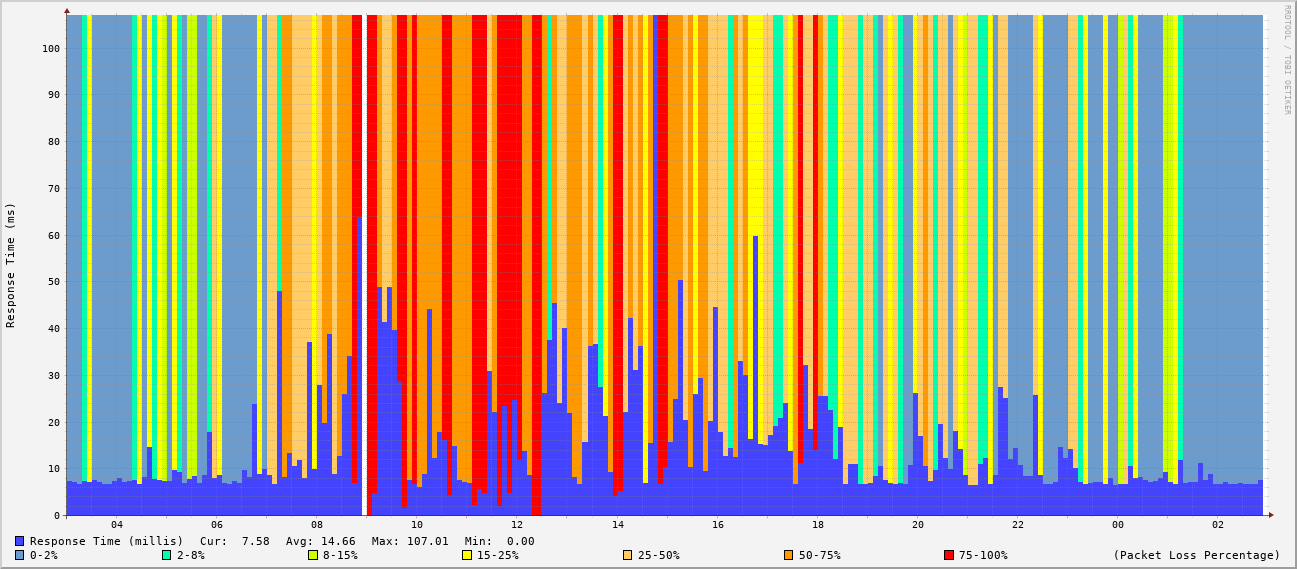 RRDTOOL / TOBI OETIKER
Response Time (ms)
100
90
80
70
60
50
40
30
20
10
0
04 06 08 10 12 14 16 18 20 22 00 02
Response Time (millis) Cur: 7.58 Avg: 14.66 Max: 107.01 Min: 0.00
0-2% 2-8% 8-15% 15-25% 25-50% 50-75% 75-100% (Packet Loss Percentage)